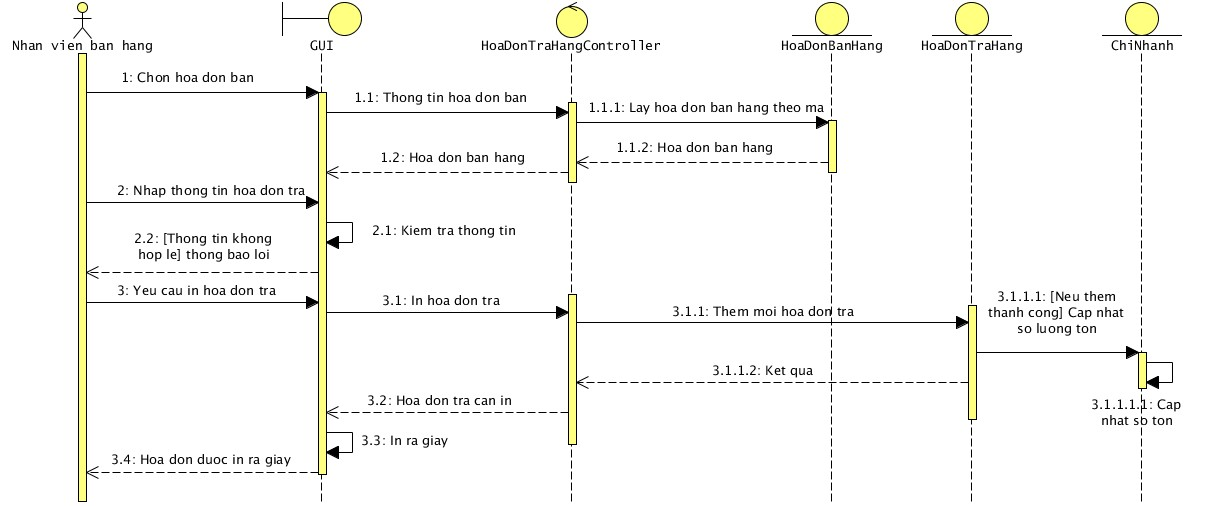 Nhan vien ban hang
GUI
HoaDonTraHangController
HoaDonBanHang
HoaDonTraHang
ChiNhanh
1: Chon hoa don ban
1.1: Thong tin hoa don ban
1.1.1: Lay hoa don ban hang theo ma
1.1.2: Hoa don ban hang
1.2: Hoa don ban hang
2: Nhap thong tin hoa don tra
2.1: Kiem tra thong tin
2.2: [Thong tin khong
hop le] thong bao loi
3: Yeu cau in hoa don tra
3.1: In hoa don tra
3.1.1: Them moi hoa don tra
3.1.1.1: [Neu them
thanh cong] Cap nhat
so luong ton
3.1.1.2: Ket qua
3.1.1.1.1: Cap
nhat so ton
3.2: Hoa don tra can in
3.3: In ra giay
3.4: Hoa don duoc in ra giay